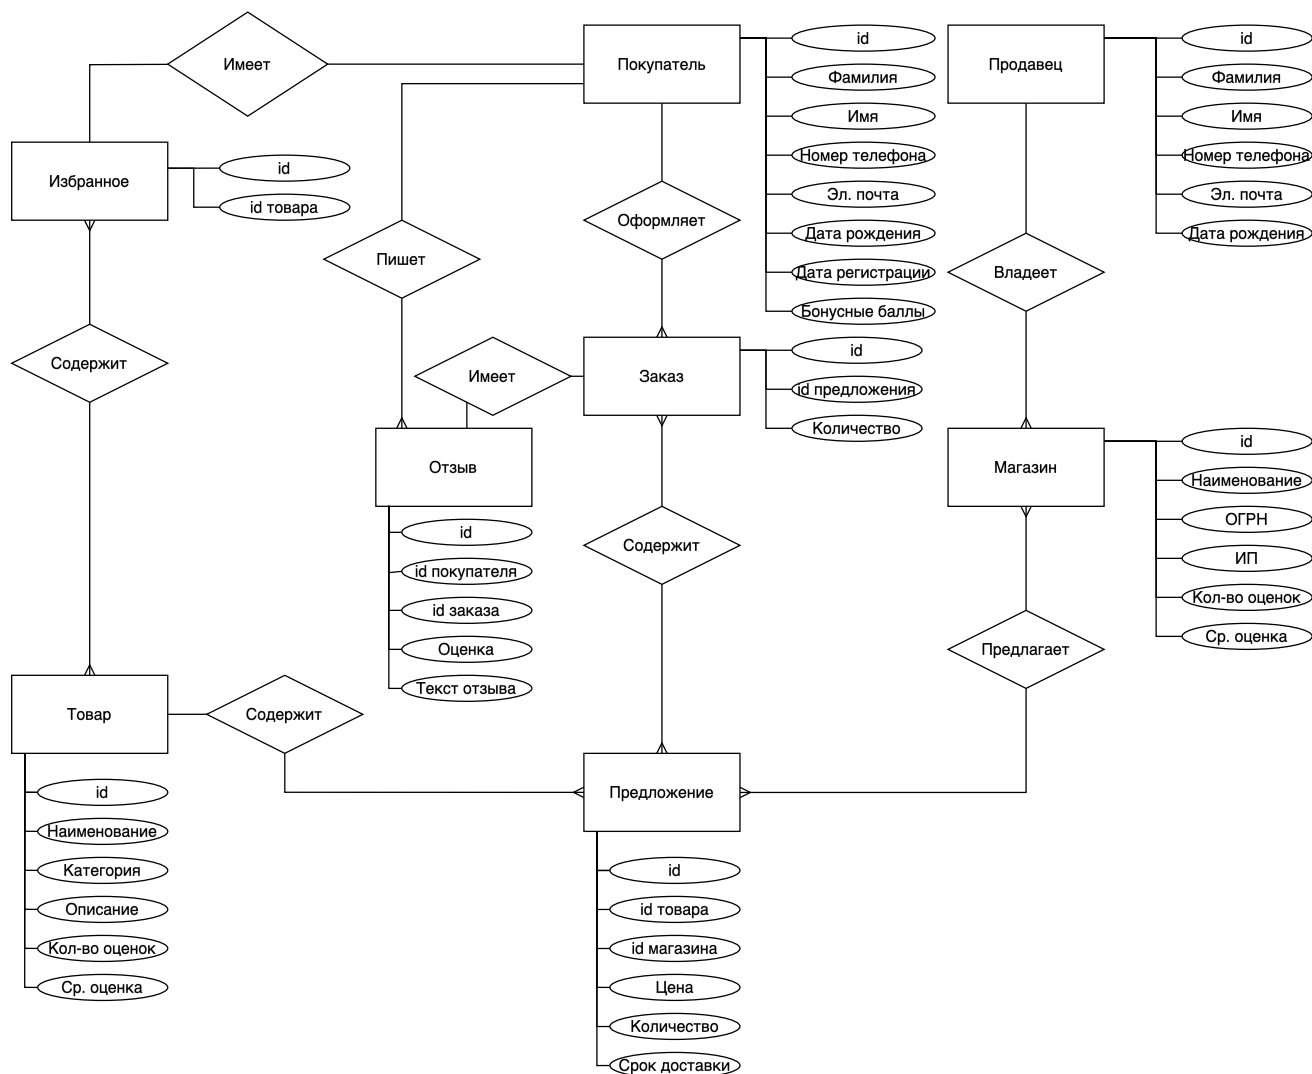 Имеет
Покупатель
id
Фамилия
Имя
Номер телефона
Эл. почта
Дата рождения
Дата регистрации
Бонусные баллы
Продавец
id
Фамилия
Имя
Номер телефона
Эл. почта
Дата рождения
Избранное
id
id товара
Пишет
Оформляет
Владеет
Содержит
Имеет
Заказ
id
id предложения
Количество
Отзыв
id
id покупателя
id заказа
Оценка
Текст отзыва
Содержит
Магазин
id
Наименование
ОГРН
ИП
Кол-во оценок
Ср. оценка
Предлагает
Товар
id
Наименование
Категория
Описание
Кол-во оценок
Ср. оценка
Содержит
Предложение
id
id товара
id магазина
Цена
Количество
Срок доставки